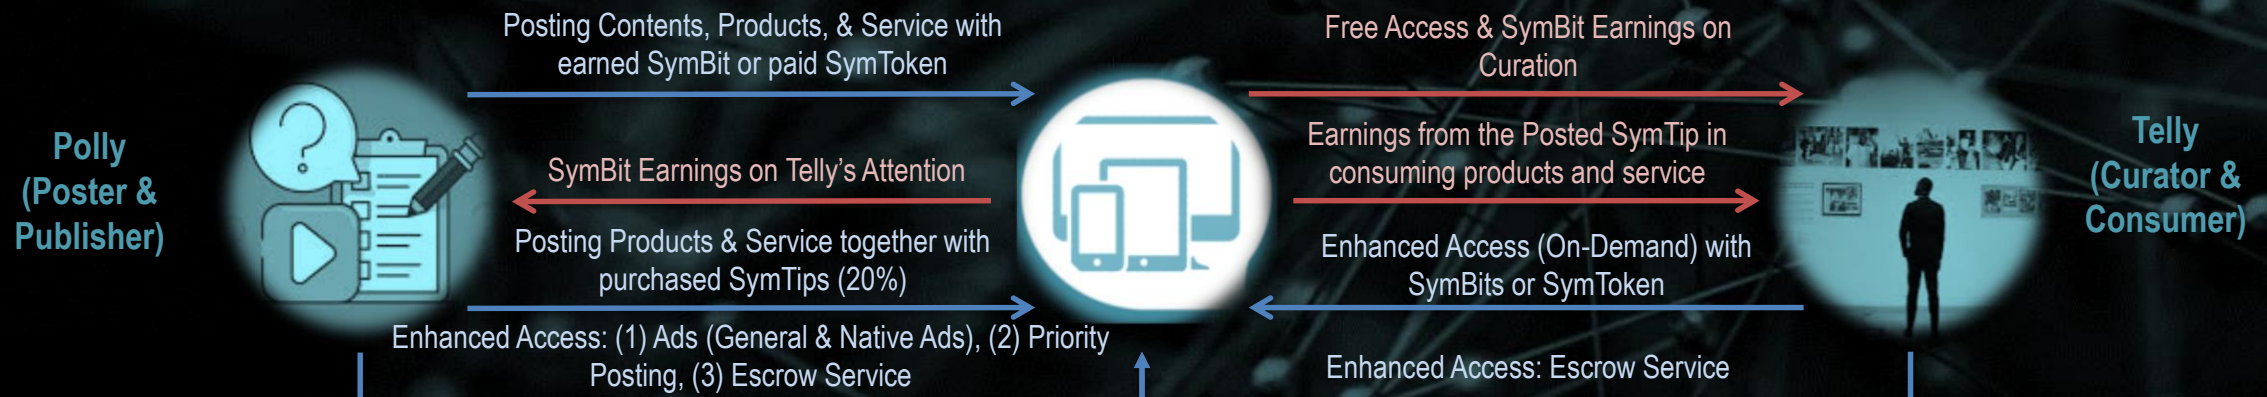 Polly
(Poster &
Publisher)
Posting Contents, Products, & Service with
earned SymBit or paid SymToken
SymBit Earnings on Telly's Attention
Posting Products & Service together with
purchased SymTips (20%)
Enhanced Access: (1) Ads (General & Native Ads), (2) Priority
Posting, (3) Escrow Service
Free Access & SymBit Earnings on
Curation
Earnings from the Posted SymTip in
consuming products and service
Enhanced Access (On-Demand) with
SymBits or SymToken
Enhanced Access: Escrow Service
Telly
(Curator &
Consumer)